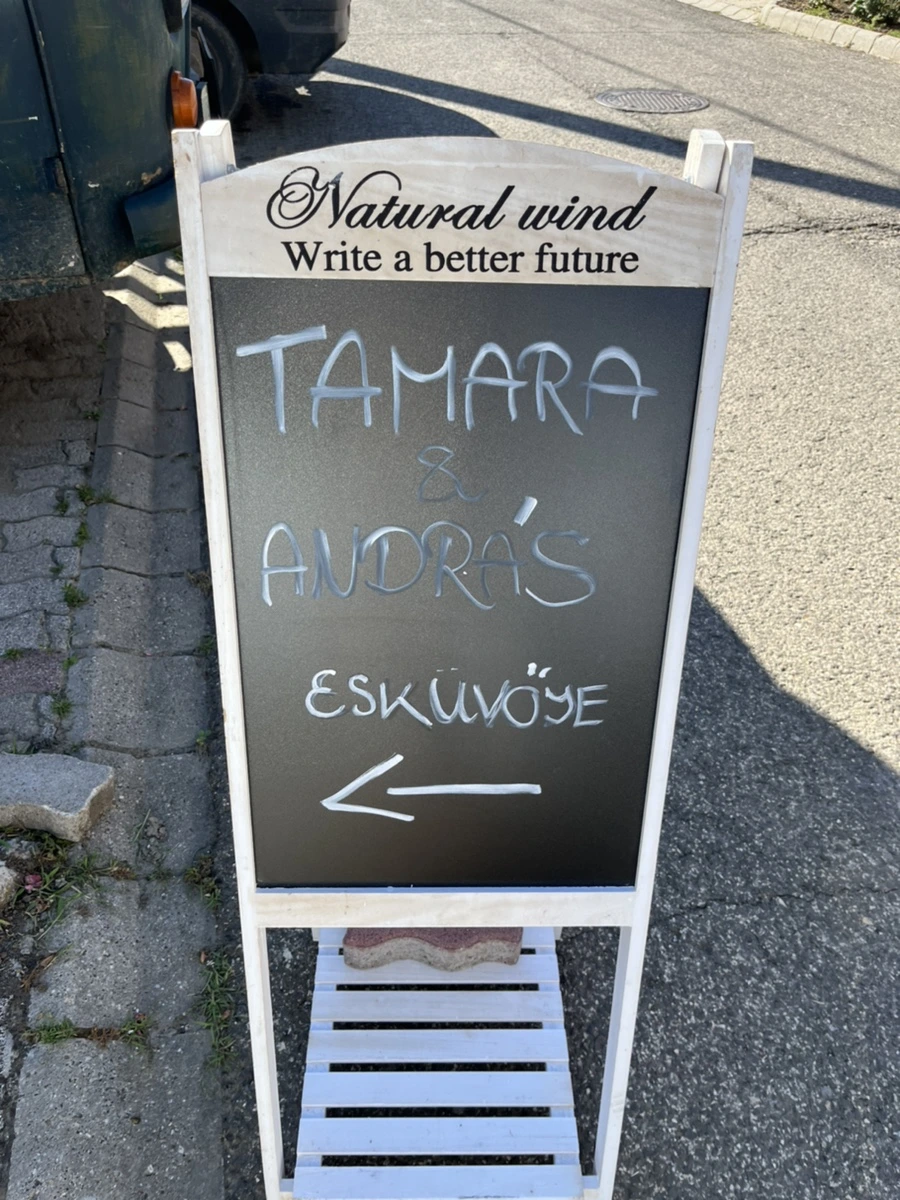 Natural wind
Write a better future
TAMARA
&
ANDRÁS
ESKÜVŐJE